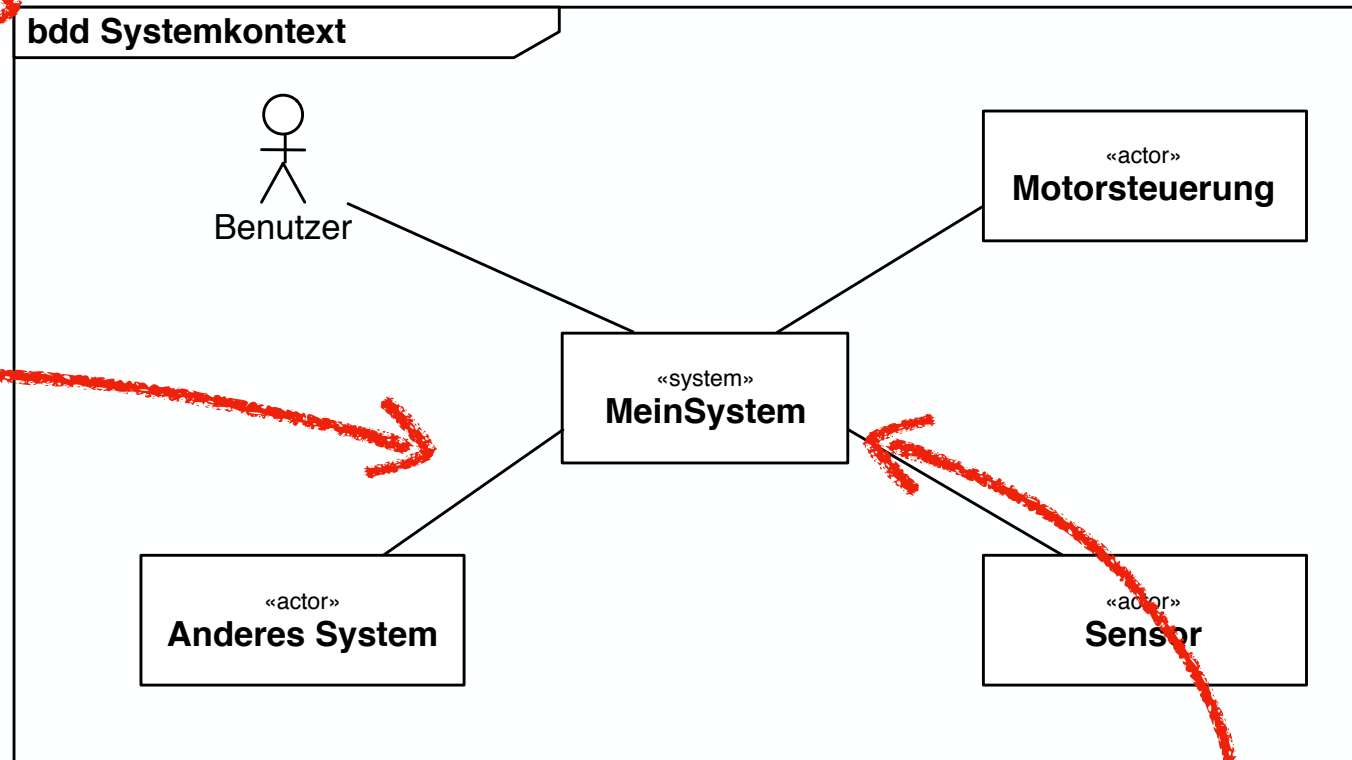 bdd Systemkontext
Benutzer
«actor»
Motorsteuerung
«system»
MeinSystem
«actor»
Anderes System
«actor»
Sensor